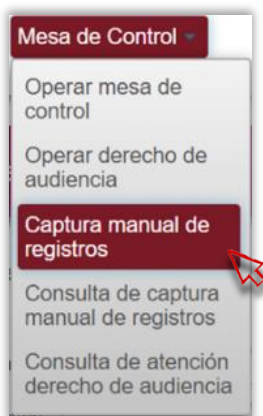 Mesa de Control
Operar mesa de
control
Operar derecho de
audiencia
Captura manual de
registros
Consulta de captura
manual de registros
Consulta de atención
derecho de audiencia